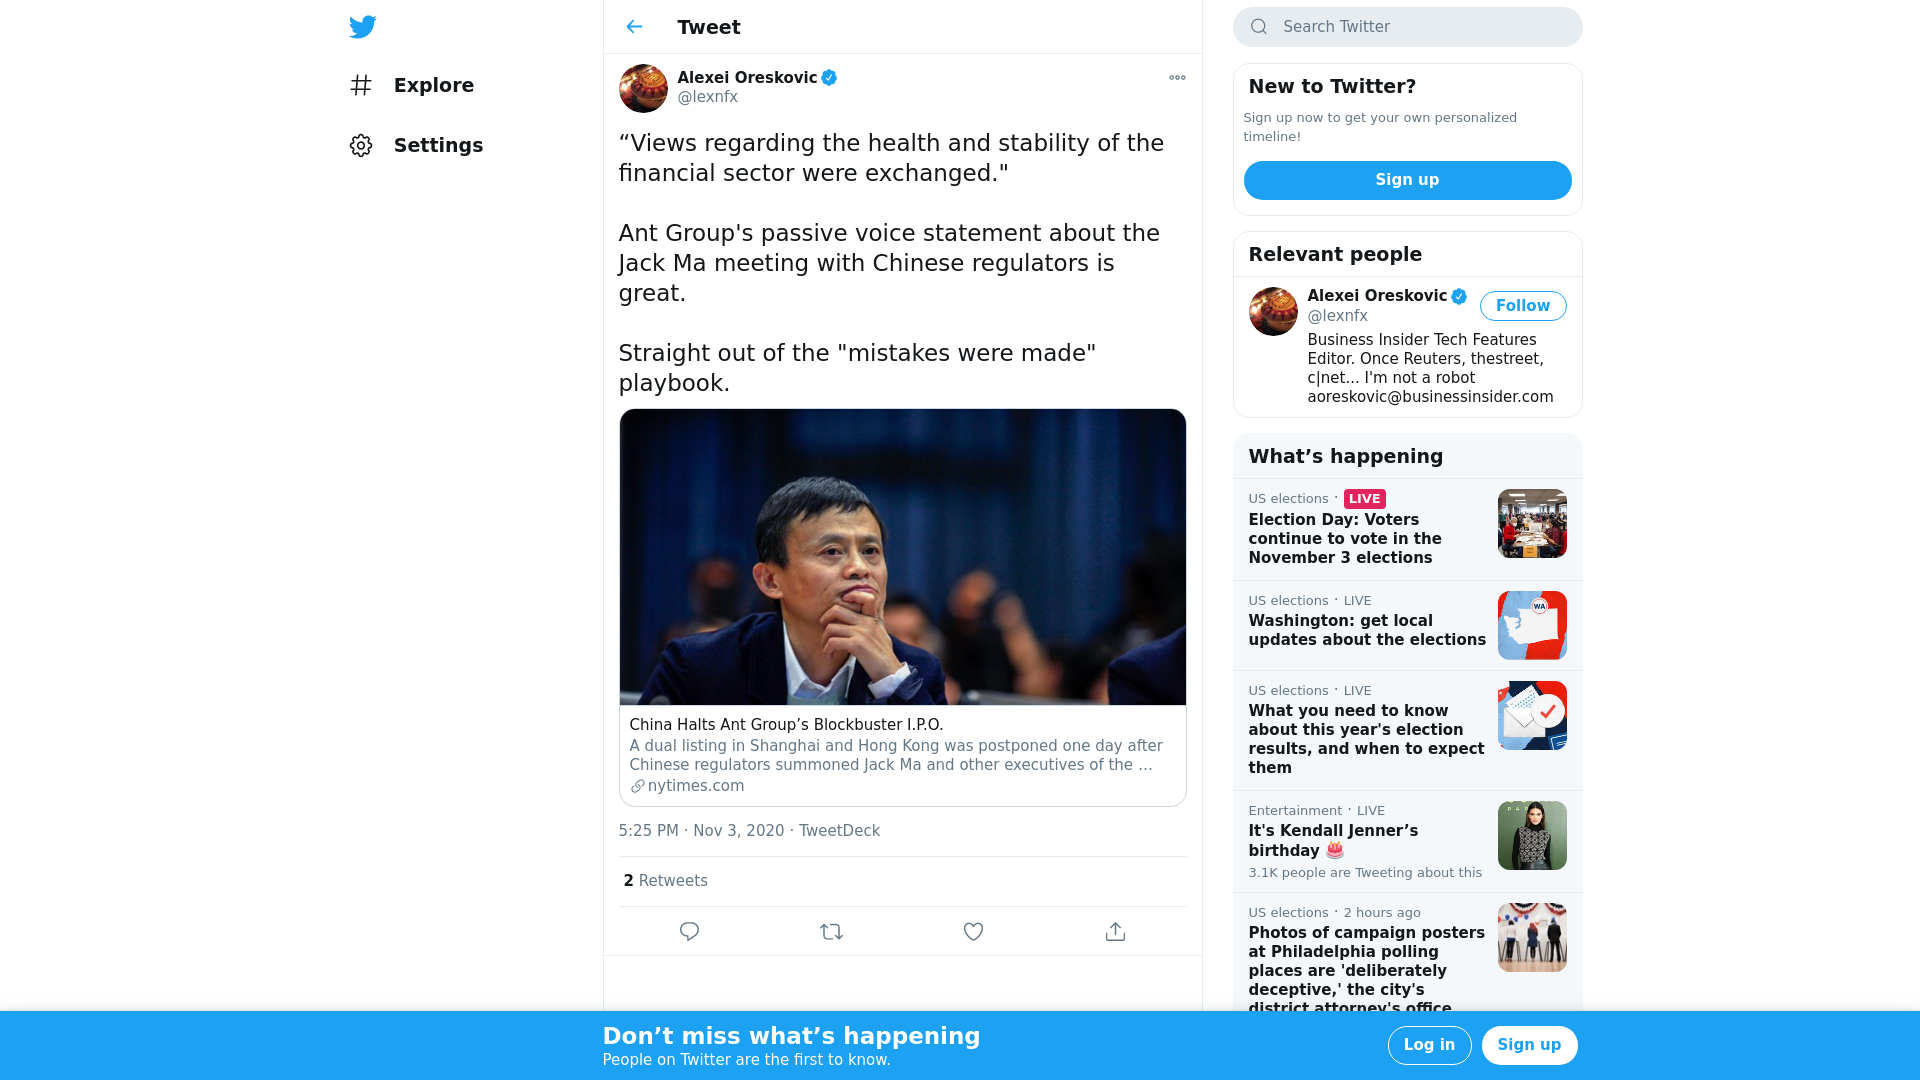 Explore
Settings
Tweet
Alexei Oreskovic
@lexnfx
“Views regarding the health and stability of the
financial sector were exchanged."
Ant Group's passive voice statement about the
Jack Ma meeting with Chinese regulators is
great.
Straight out of the "mistakes were made"
playbook.
China Halts Ant Group’s Blockbuster I.P.O.
A dual listing in Shanghai and Hong Kong was postponed one day after
Chinese regulators summoned Jack Ma and other executives of the ...
nytimes.com
5:25 PM · Nov 3, 2020 · TweetDeck
2 Retweets
Search Twitter
New to Twitter?
Sign up now to get your own personalized
timeline!
Sign up
Relevant people
Alexei Oreskovic
@lexnfx
Follow
Business Insider Tech Features
Editor. Once Reuters, thestreet,
c|net... I'm not a robot
aoreskovic@businessinsider.com
What’s happening
US elections · LIVE
Election Day: Voters
continue to vote in the
November 3 elections
US elections · LIVE
Washington: get local
updates about the elections
WA
US elections · LIVE
What you need to know
about this year's election
results, and when to expect
them
Entertainment · LIVE
It's Kendall Jenner’s
birthday 🎂
3.1K people are Tweeting about this
US elections · 2 hours ago
Photos of campaign posters
at Philadelphia polling
places are 'deliberately
deceptive,' the city's
district attorney's office
Don’t miss what’s happening
People on Twitter are the first to know.
Log in
Sign up